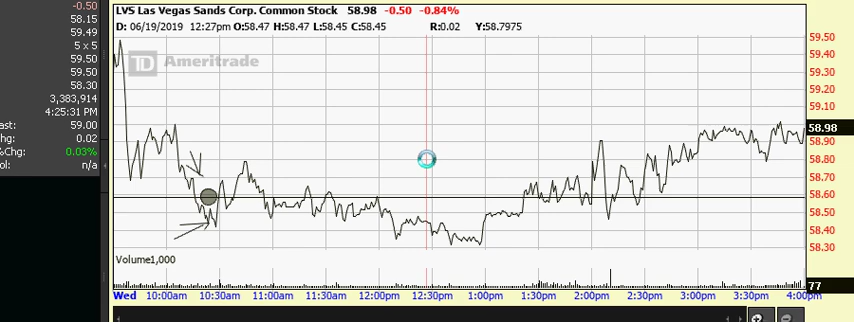 -0.50
58.10
59.49
5 x 5
59.50
59.50
58.30
3,383,914
4:25:31 PM
ast: 59.00
hg: 0.02
%Chg: 0.03%
ol: n/a
LVS Las Vegas Sands Corp. Common Stock 58.98 -0.50 -0.84%
D: 06/19/2019 12:27pm O:58.47 H:58.47 L:58.45 C:58.45 R:0.02 Y:58.7975
TD Ameritrade
59.50
59.40
59.30
59.20
59.10
58.98
58.90
58.80
58.70
58.60
58.50
58.40
58.30
Volume1,000
77
Wed 10:00am 10:30am 11:00am 11:30am 12:00pm 12:30pm 1:00pm 1:30pm 2:00pm 2:30pm 3:00pm 3:30pm 4:00pm